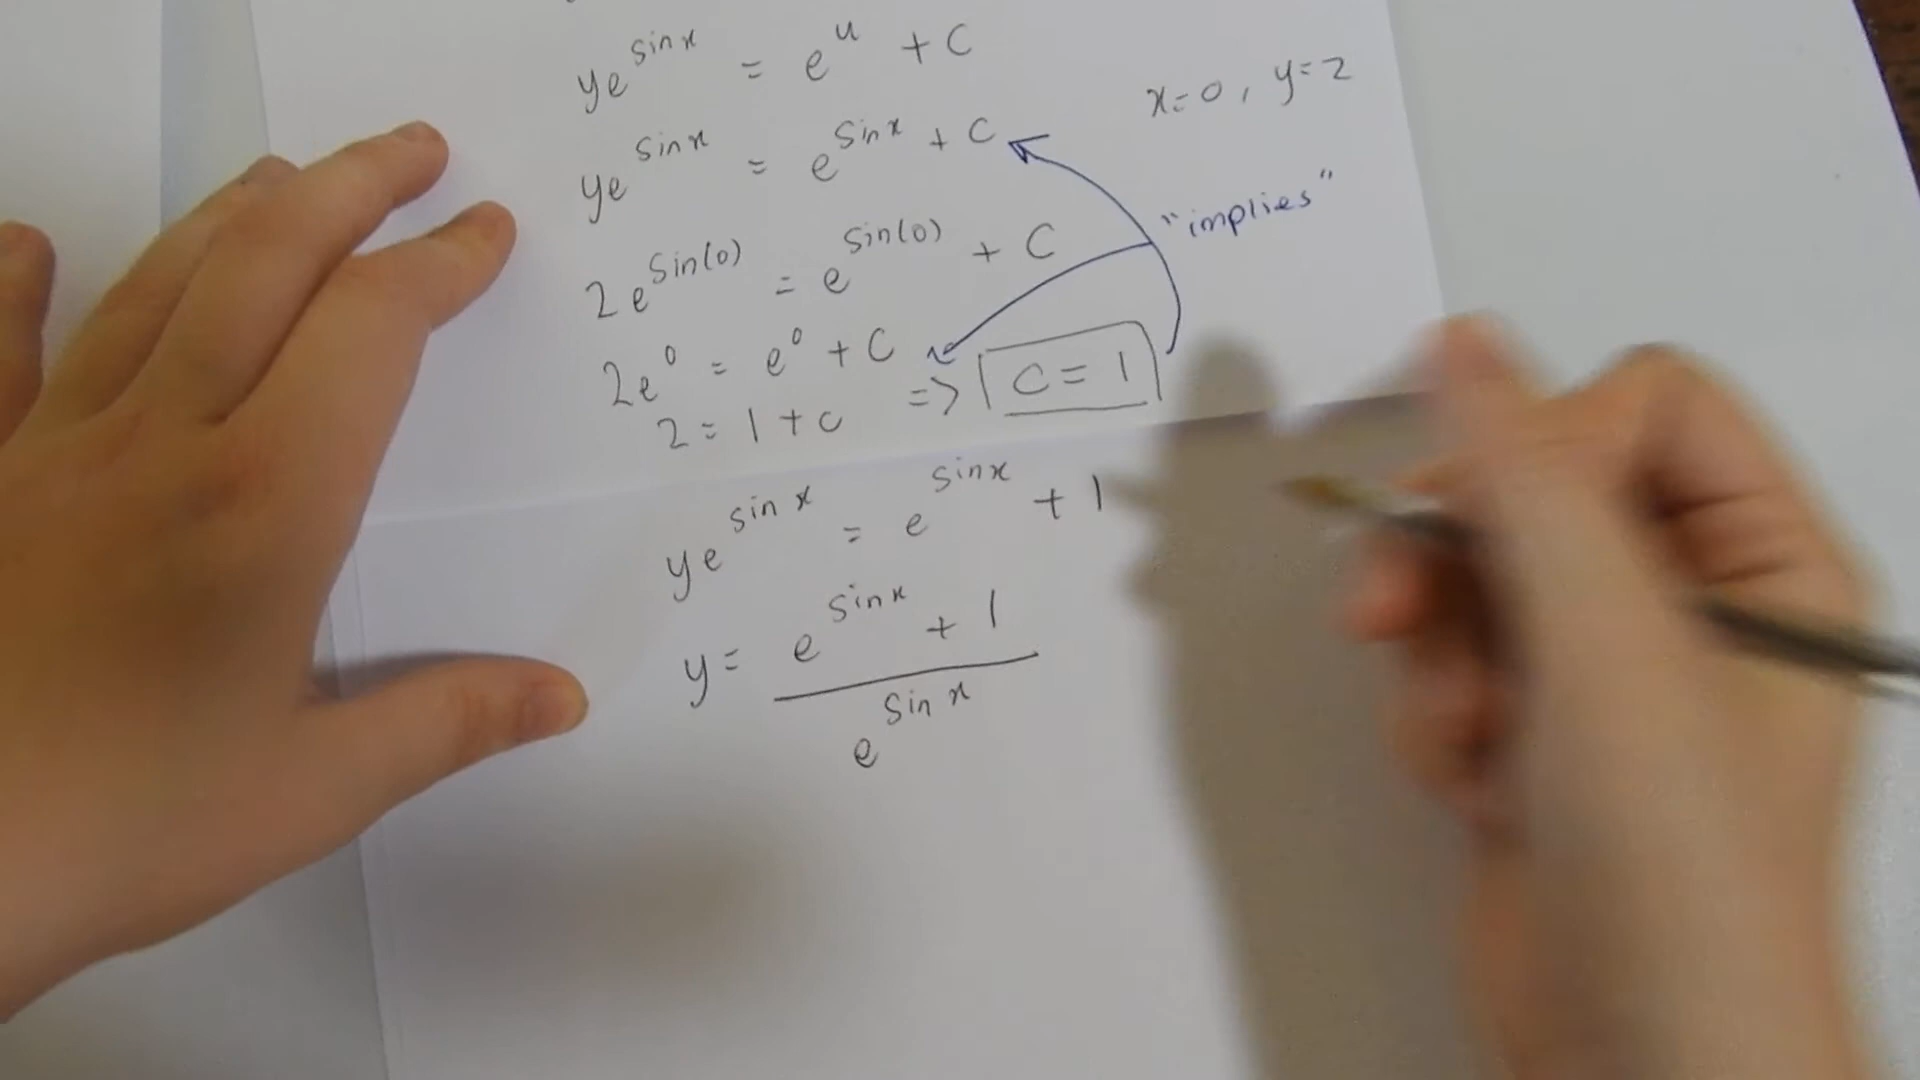 ye^sin x = e^u + C
x=0, y=2
ye^sin x = e^sin x + C
"implies"
2e^sin(0) = e^sin(0) + C
2e^0 = e^0 + C
2 = 1 + c => C = 1
ye^sin x = e^sin x + 1
y = (e^sin x + 1) / e^sin x